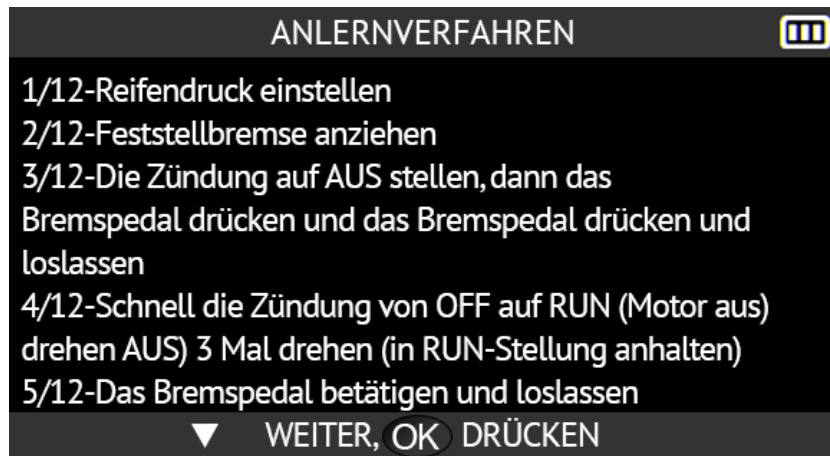 ANLERNVERFAHREN
1/12-Reifendruck einstellen
2/12-Feststellbremse anziehen
3/12-Die Zündung auf AUS stellen, dann das
Bremspedal drücken und das Bremspedal drücken und
loslassen
4/12-Schnell die Zündung von OFF auf RUN (Motor aus)
drehen AUS) 3 Mal drehen (in RUN-Stellung anhalten)
5/12-Das Bremspedal betätigen und loslassen
▼ WEITER, OK DRÜCKEN